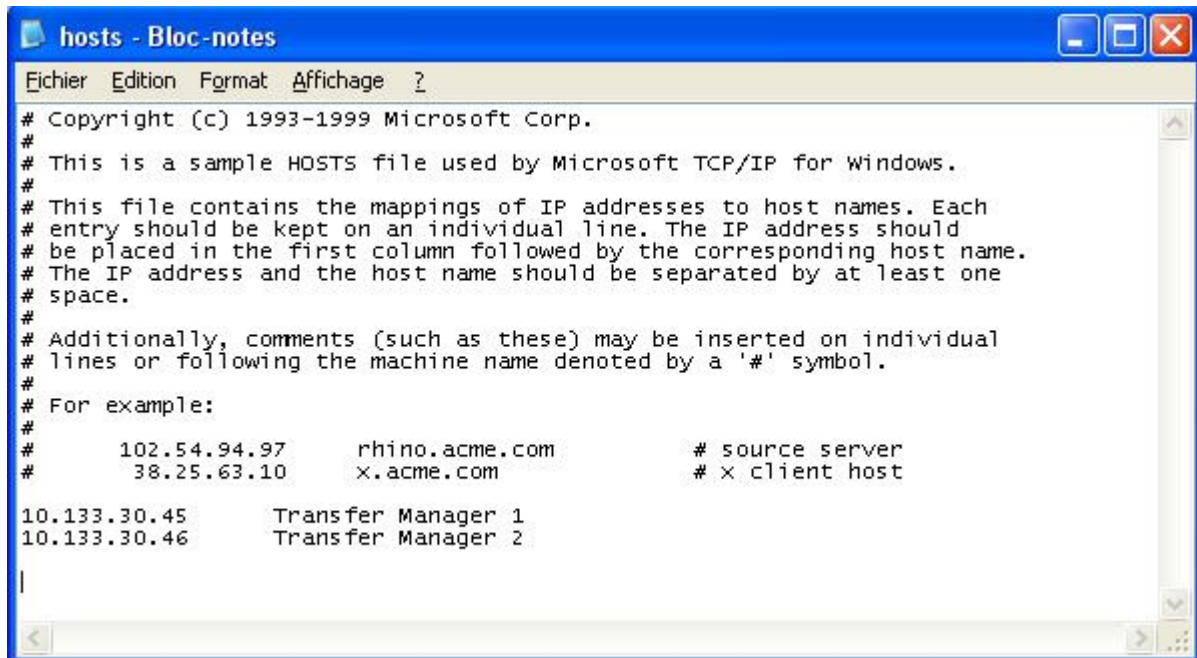 hosts - Bloc-notes
Fichier Edition Format Affichage ?
# Copyright (c) 1993-1999 Microsoft Corp.
#
# This is a sample HOSTS file used by Microsoft TCP/IP for Windows.
#
# This file contains the mappings of IP addresses to host names. Each
# entry should be kept on an individual line. The IP address should
# be placed in the first column followed by the corresponding host name.
# The IP address and the host name should be separated by at least one
# space.
#
# Additionally, comments (such as these) may be inserted on individual
# lines or following the machine name denoted by a '#' symbol.
#
# For example:
#
#      102.54.94.97     rhino.acme.com          # source server
#       38.25.63.10     x.acme.com              # x client host
10.133.30.45      Transfer Manager 1
10.133.30.46      Transfer Manager 2